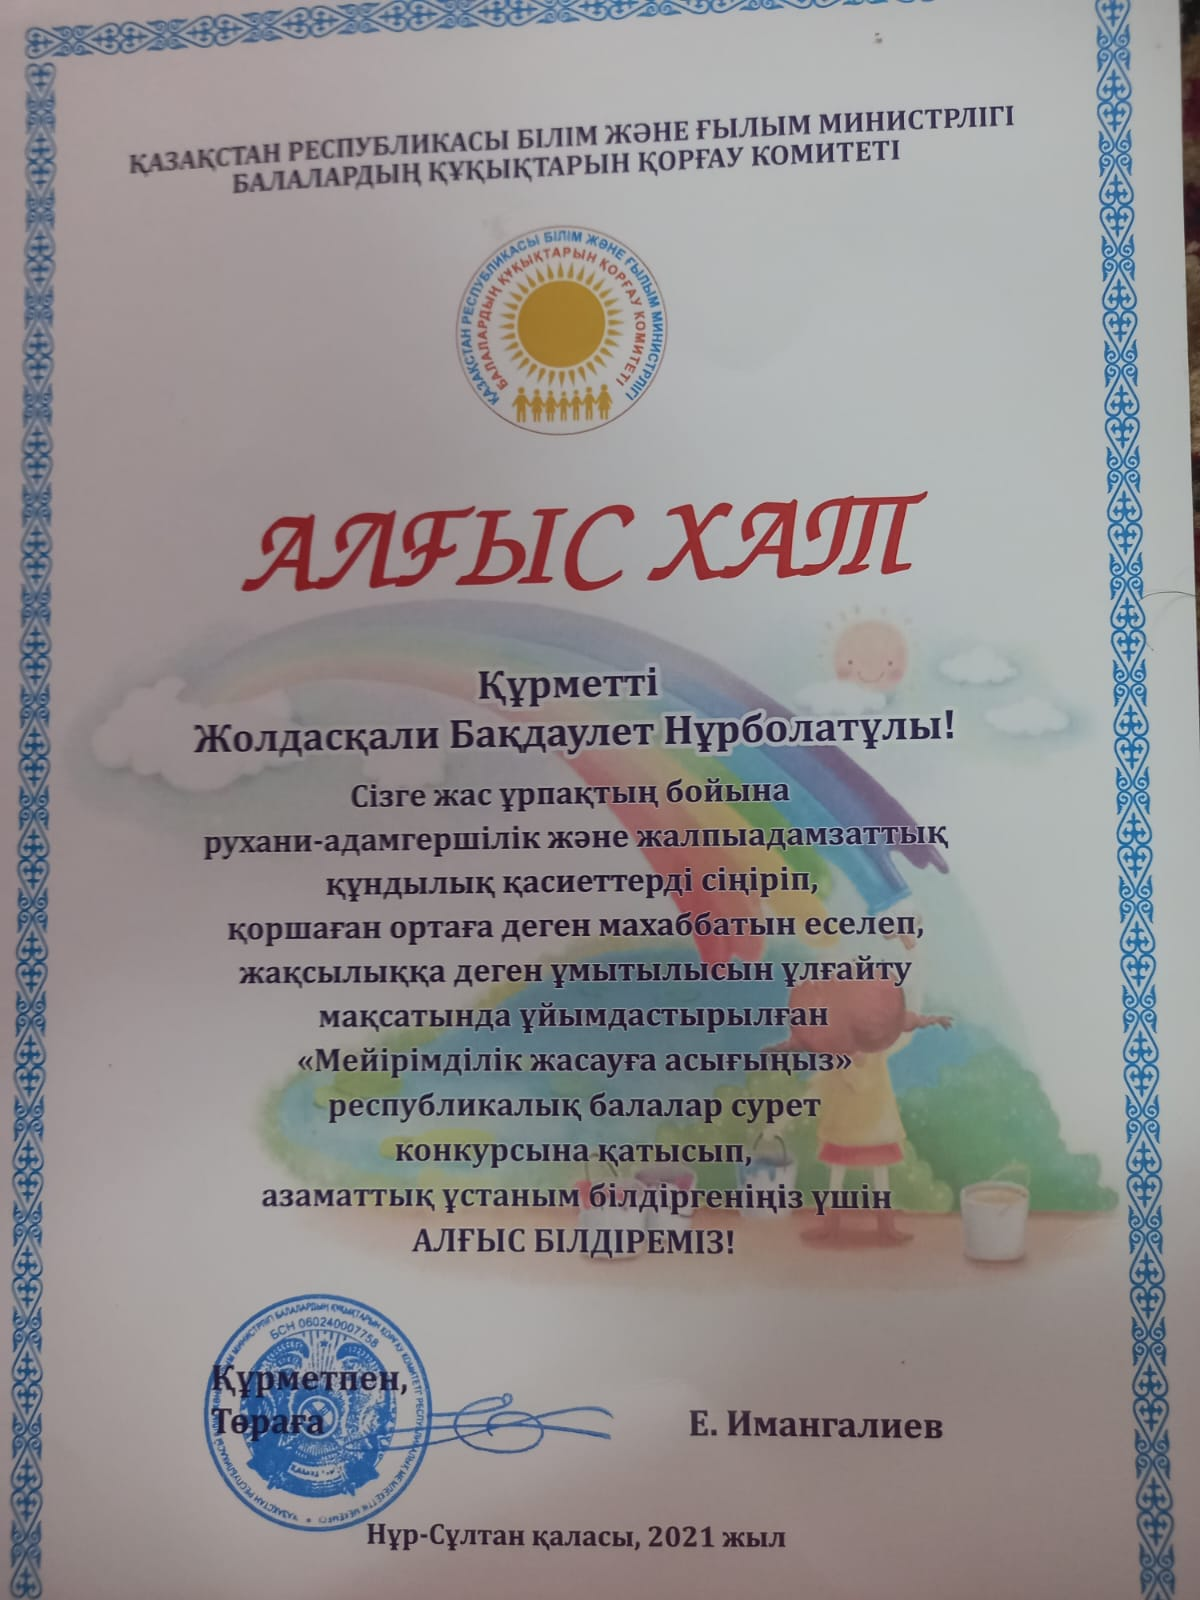 ҚАЗАҚСТАН РЕСПУБЛИКАСЫ БІЛІМ ЖӘНЕ ҒЫЛЫМ МИНИСТРЛІГІ
БАЛАЛАРДЫҢ ҚҰҚЫҚТАРЫН ҚОРҒАУ КОМИТЕТІ
ҚАЗАҚСТАН РЕСПУБЛИКАСЫ БІЛІМ ЖӘНЕ ҒЫЛЫМ МИНИСТРЛІГІ
БАЛАЛАРДЫҢ ҚҰҚЫҚТАРЫН ҚОРҒАУ КОМИТЕТІ
АЛҒЫС ХАТ
Құрметті
Жолдасқали Бақдаулет Нұрболатұлы!
Сізге жас ұрпақтың бойына
рухани-адамгершілік және жалпыадамзаттық
құндылық қасиеттерді сіңіріп,
қоршаған ортаға деген махаббатын еселеп,
жақсылыққа деген ұмытылысын ұлғайту
мақсатында ұйымдастырылған
«Мейірімділік жасауға асығыңыз»
республикалық балалар сурет
конкурсына қатысып,
азаматтық ұстаным білдіргеніңіз үшін
АЛҒЫС БІЛДІРЕМІЗ!
БСН 060240007758
Құрметпен,
Төраға
Е. Имангалиев
Нұр-Сұлтан қаласы, 2021 жыл